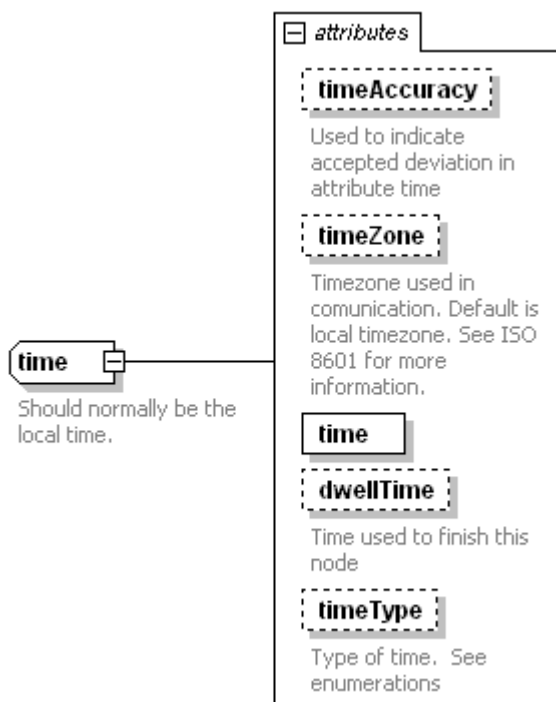 attributes
timeAccuracy
Used to indicate
accepted deviation in
attribute time
timeZone
Timezone used in
comunication. Default is
local timezone. See ISO
8601 for more
information.
time
Should normally be the
local time.
time
dwellTime
Time used to finish this
node
timeType
Type of time.  See
enumerations